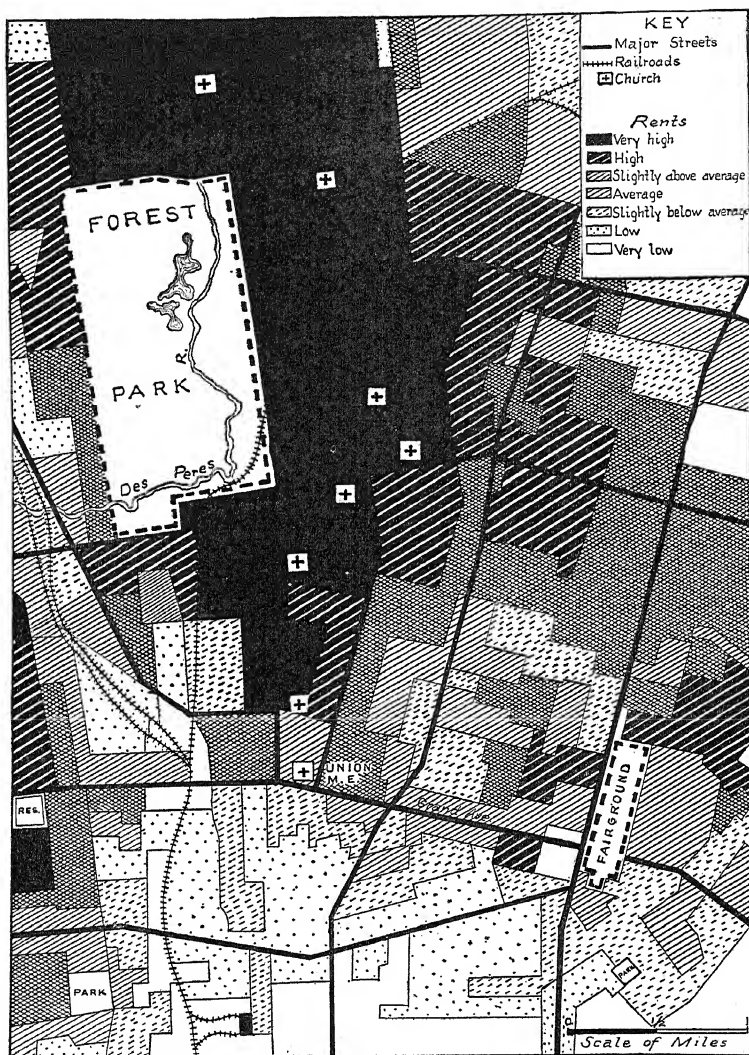 KEY
Major Streets
Railroads
Church
Rents
Very high
High
Slightly above average
Average
Slightly below average
Low
Very low
FOREST
PARK
R.
Des Peres
UNION
M.E.
RES.
FAIRGROUND
PARK
PARK
0 1/2 1
Scale of Miles